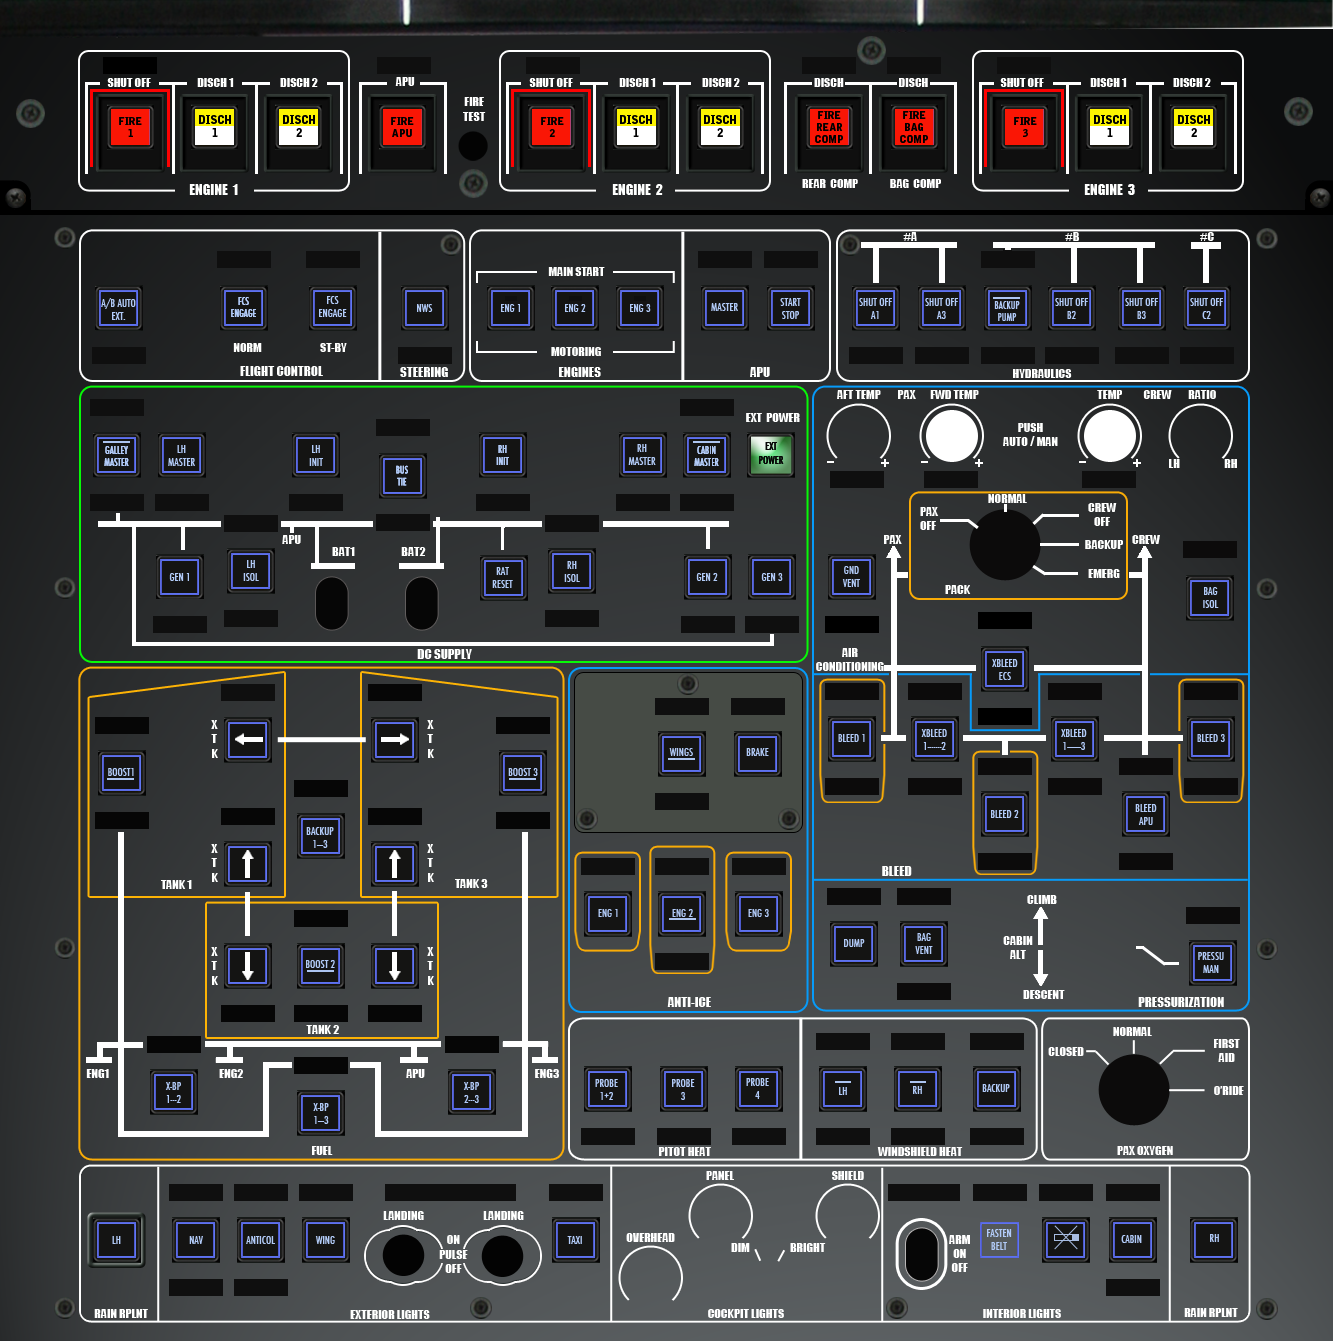 SHUT OFF DISCH 1 DISCH 2
FIRE
1
DISCH
1
DISCH
2
ENGINE 1
APU
FIRE
APU
FIRE
TEST
SHUT OFF DISCH 1 DISCH 2
FIRE
2
DISCH
1
DISCH
2
ENGINE 2
DISCH DISCH
FIRE
REAR
COMP
FIRE
BAG
COMP
REAR COMP BAG COMP
SHUT OFF DISCH 1 DISCH 2
FIRE
3
DISCH
1
DISCH
2
ENGINE 3
A/B AUTO
EXT.
FCS
ENGAGE
NORM
FCS
ENGAGE
ST-BY
FLIGHT CONTROL
NWS
STEERING
MAIN START
ENG 1 ENG 2 ENG 3
MOTORING
ENGINES
MASTER
START
STOP
APU
#A #B #C
SHUT OFF
A1
SHUT OFF
A3
BACKUP
PUMP
SHUT OFF
B2
SHUT OFF
B3
SHUT OFF
C2
HYDRAULICS
GALLEY
MASTER
LH
MASTER
LH
INIT
BUS
TIE
RH
INIT
RH
MASTER
CABIN
MASTER
EXT POWER
EXT
POWER
APU
BAT1 BAT2
GEN 1
LH
ISOL
RAT
RESET
RH
ISOL
GEN 2 GEN 3
DC SUPPLY
AFT TEMP PAX FWD TEMP
PUSH
AUTO / MAN
TEMP CREW RATIO
- + - + - + LH RH
NORMAL
PAX
OFF
CREW
OFF
BACKUP
EMERG
PACK
PAX CREW
GND
VENT
BAG
ISOL
AIR
CONDITIONING
XBLEED
ECS
BLEED 1
XBLEED
1------2
XBLEED
1-----3
BLEED 3
BLEED 2
BLEED
APU
BLEED
DUMP
BAG
VENT
CLIMB
CABIN
ALT
DESCENT
PRESSU
MAN
PRESSURIZATION
X
T
K
X
T
K
BOOST1
BOOST 3
BACKUP
1--3
X
T
K
X
T
K
TANK 1 TANK 3
X
T
K
BOOST 2
X
T
K
TANK 2
ENG1 ENG2 APU ENG3
X-BP
1--2
X-BP
1--3
X-BP
2--3
FUEL
WINGS BRAKE
ENG 1 ENG 2 ENG 3
ANTI-ICE
PROBE
1+2
PROBE
3
PROBE
4
PITOT HEAT
LH RH BACKUP
WINDSHIELD HEAT
NORMAL
CLOSED
FIRST
AID
O'RIDE
PAX OXYGEN
LH
RAIN RPLNT
NAV ANTICOL WING
LANDING LANDING
ON
PULSE
OFF
TAXI
EXTERIOR LIGHTS
PANEL SHIELD
OVERHEAD
DIM BRIGHT
COCKPIT LIGHTS
ARM
ON
OFF
FASTEN
BELT
CABIN
INTERIOR LIGHTS
RH
RAIN RPLNT